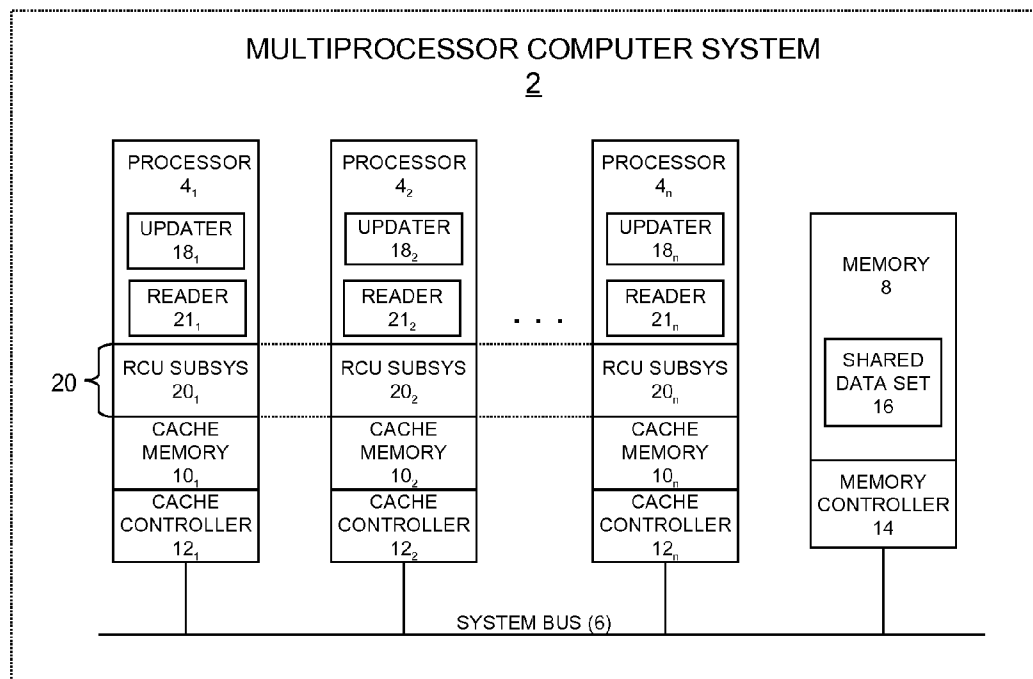 MULTIPROCESSOR COMPUTER SYSTEM
2
PROCESSOR
4₁
UPDATER
18₁
READER
21₁
RCU SUBSYS
20₁
CACHE
MEMORY
10₁
CACHE
CONTROLLER
12₁
PROCESSOR
4₂
UPDATER
18₂
READER
21₂
RCU SUBSYS
20₂
CACHE
MEMORY
10₂
CACHE
CONTROLLER
12₂
. . .
PROCESSOR
4ₙ
UPDATER
18ₙ
READER
21ₙ
RCU SUBSYS
20ₙ
CACHE
MEMORY
10ₙ
CACHE
CONTROLLER
12ₙ
MEMORY
8
SHARED
DATA SET
16
MEMORY
CONTROLLER
14
20
SYSTEM BUS (6)